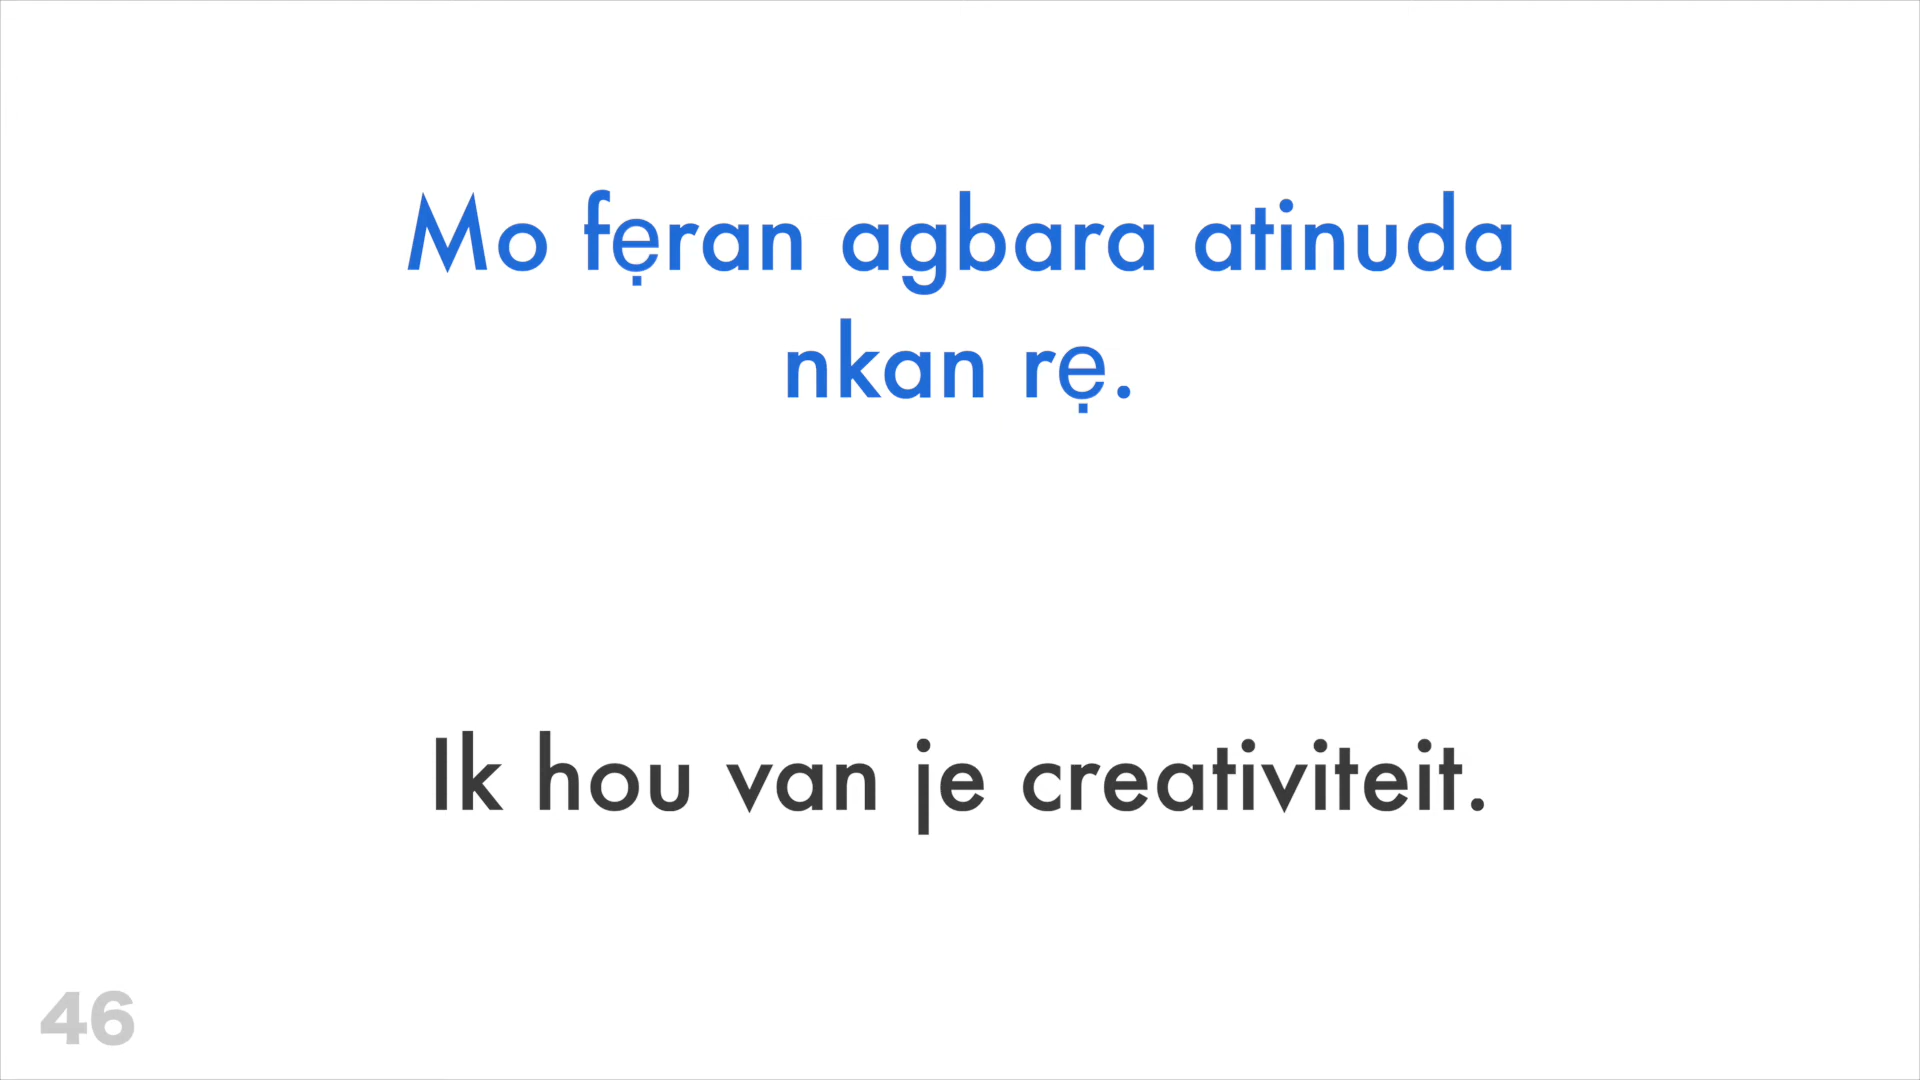 Mo fẹran agbara atinuda
nkan rẹ.
Ik hou van je creativiteit.
46